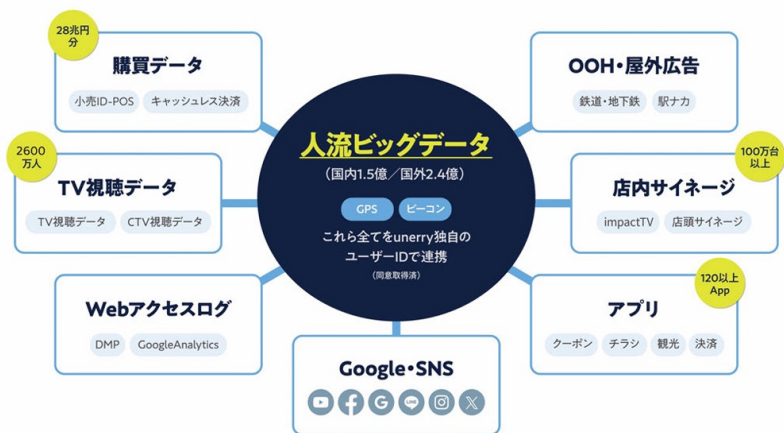 28兆円
分
購買データ
小売ID-POS キャッシュレス決済
2600
万人
TV視聴データ
TV視聴データ CTV視聴データ
Webアクセスログ
DMP GoogleAnalytics
人流ビッグデータ
（国内1.5億／国外2.4億）
GPS ビーコン
これら全てをunerry独自の
ユーザーIDで連携
（同意取得済）
Google・SNS
LINE
OOH・屋外広告
鉄道・地下鉄 駅ナカ
100万台
以上
店内サイネージ
impactTV 店頭サイネージ
120以上
App
アプリ
クーポン チラシ 観光 決済